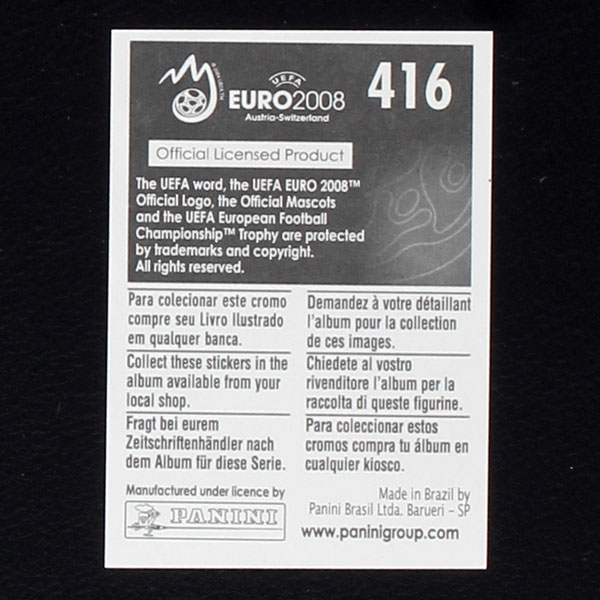 UEFA
EURO2008
Austria-Switzerland
416
Official Licensed Product
The UEFA word, the UEFA EURO 2008™
Official Logo, the Official Mascots
and the UEFA European Football
Championship™ Trophy are protected
by trademarks and copyright.
All rights reserved.
Para colecionar este cromo
compre seu Livro Ilustrado
em qualquer banca.
Collect these stickers in the
album available from your
local shop.
Fragt bei eurem
Zeitschriftenhändler nach
dem Album für diese Serie.
Demandez à votre détaillant
l'album pour la collection
de ces images.
Chiedete al vostro
rivenditore l'album per la
raccolta di queste figurine.
Para coleccionar estos
cromos compra tu álbum en
cualquier kiosco.
Manufactured under licence by
PANINI
Made in Brazil by
Panini Brasil Ltda. Barueri – SP
www.paninigroup.com